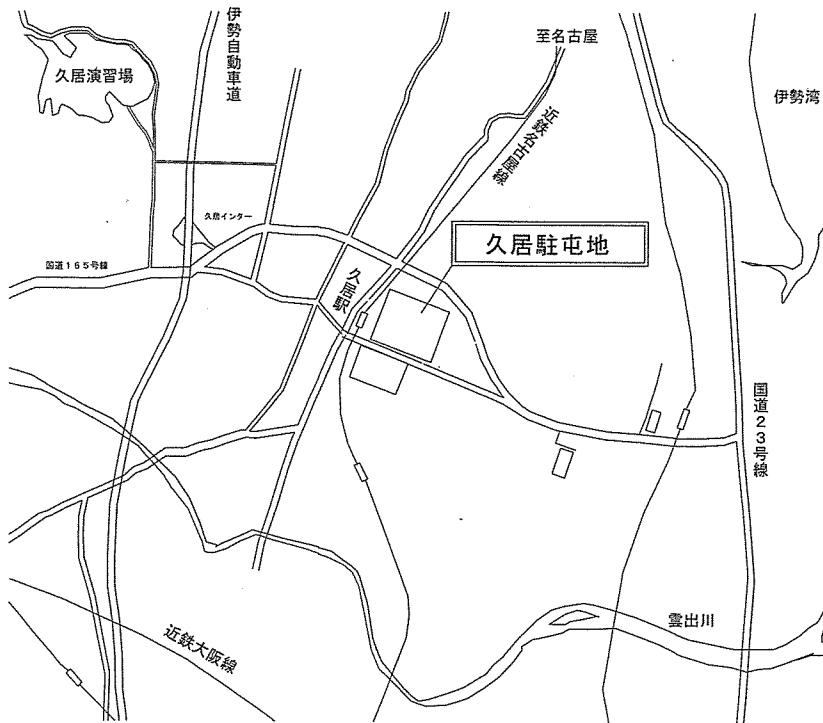 伊勢自動車道
至名古屋
久居演習場
伊勢湾
近鉄名古屋線
久居インター
久居駐屯地
国道165号線
久居駅
国道23号線
雲出川
近鉄大阪線